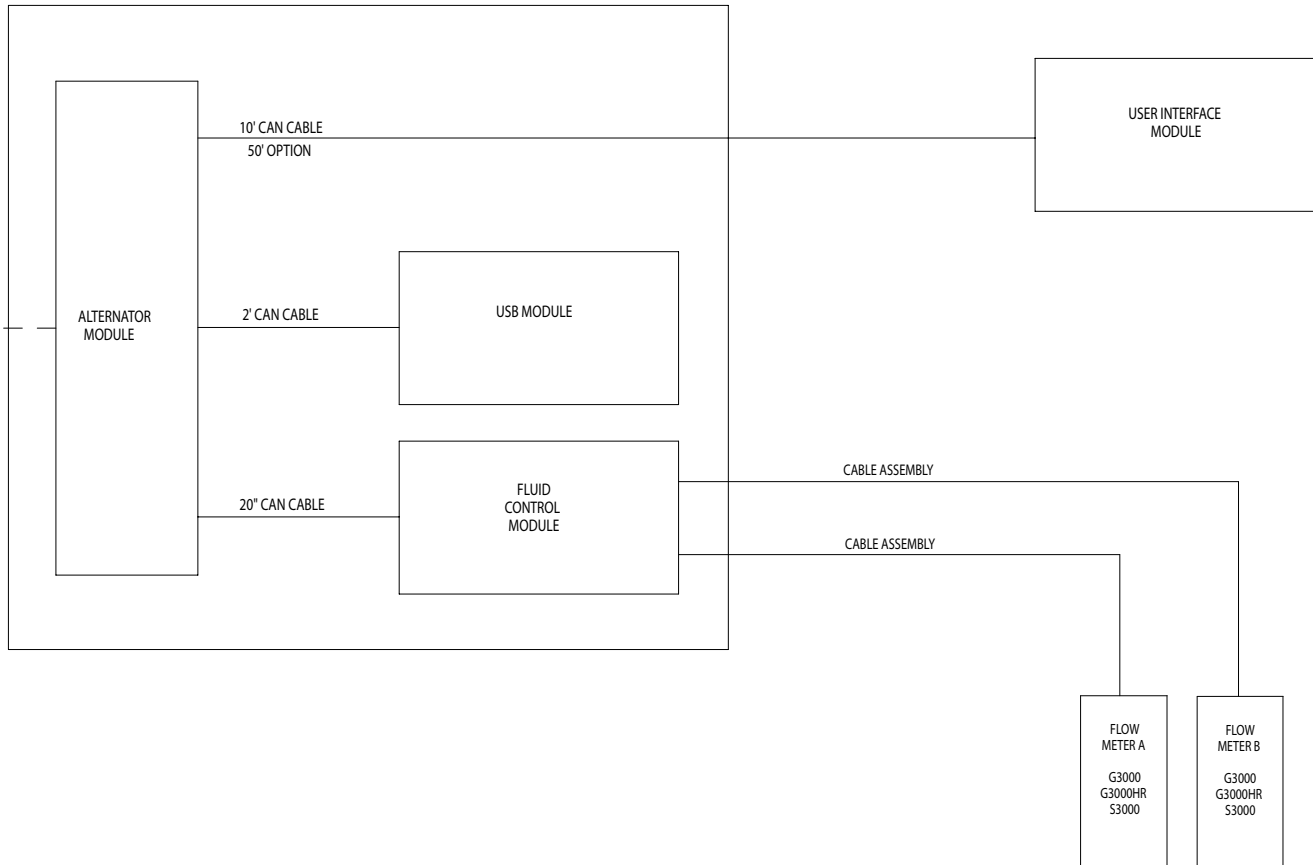 10' CAN CABLE
50' OPTION
USER INTERFACE
MODULE
ALTERNATOR
MODULE
2' CAN CABLE
USB MODULE
20" CAN CABLE
FLUID
CONTROL
MODULE
CABLE ASSEMBLY
CABLE ASSEMBLY
FLOW
METER A
G3000
G3000HR
S3000
FLOW
METER B
G3000
G3000HR
S3000